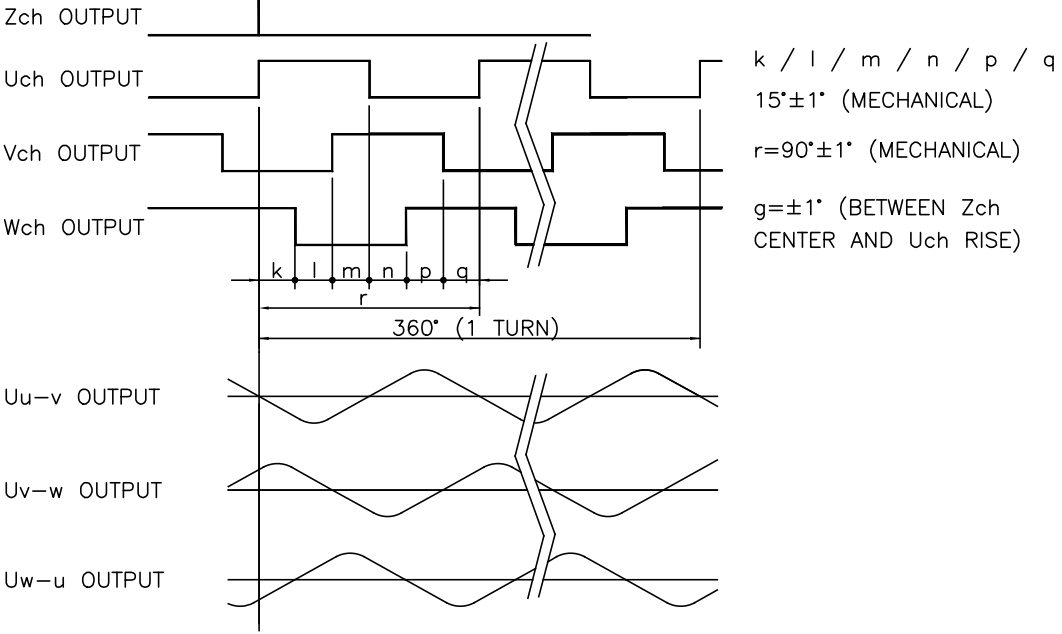 Zch OUTPUT
Uch OUTPUT
k / l / m / n / p / q
15°±1° (MECHANICAL)
Vch OUTPUT
r=90°±1° (MECHANICAL)
Wch OUTPUT
g=±1° (BETWEEN Zch
CENTER AND Uch RISE)
k l m n p q
r
360° (1 TURN)
Uu-v OUTPUT
Uv-w OUTPUT
Uw-u OUTPUT